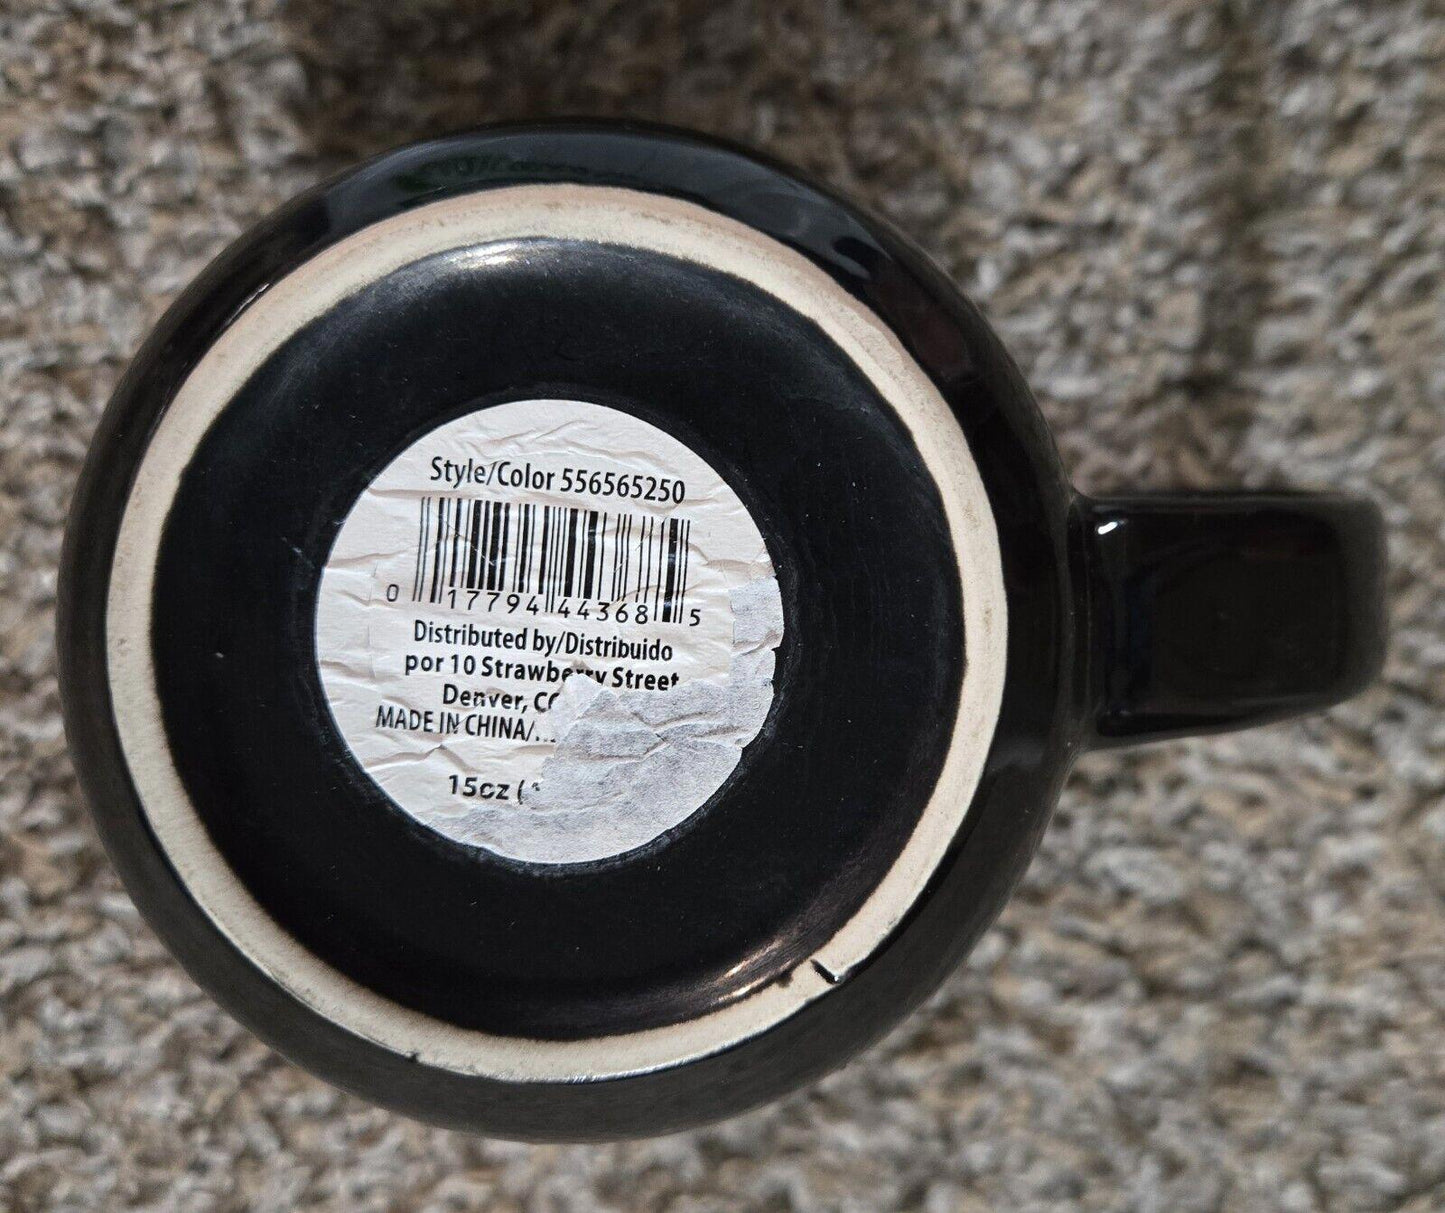 Style/Color 556565250
0 17794 44368 5
Distributed by/Distribuido
por 10 Strawberry Street
Denver, CO
MADE IN CHINA/...
15oz (